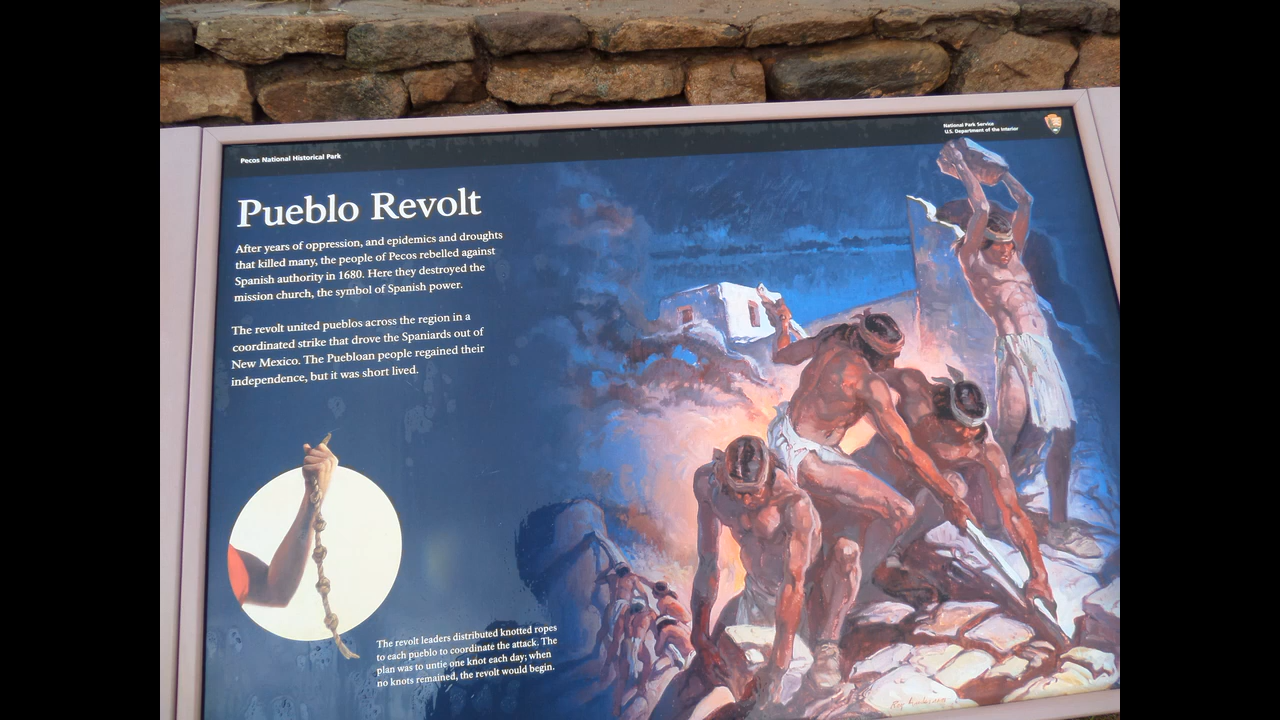 Pecos National Historical Park
National Park Service
U.S. Department of the Interior
Pueblo Revolt
After years of oppression, and epidemics and droughts
that killed many, the people of Pecos rebelled against
Spanish authority in 1680. Here they destroyed the
mission church, the symbol of Spanish power.
The revolt united pueblos across the region in a
coordinated strike that drove the Spaniards out of
New Mexico. The Puebloan people regained their
independence, but it was short lived.
The revolt leaders distributed knotted ropes
to each pueblo to coordinate the attack. The
plan was to untie one knot each day; when
no knots remained, the revolt would begin.